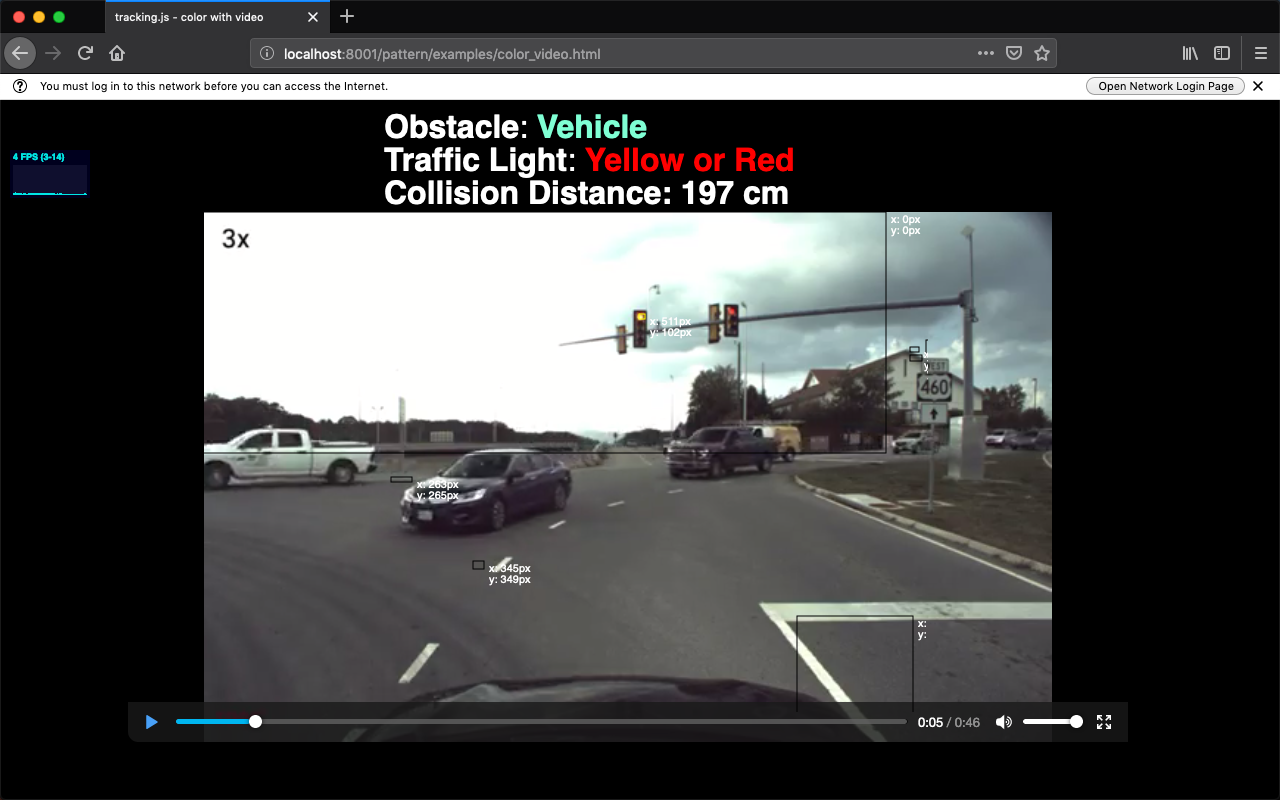 tracking.js - color with video
localhost:8001/pattern/examples/color_video.html
You must log in to this network before you can access the Internet.
Open Network Login Page
Obstacle: Vehicle
4 FPS (3-14)
Traffic Light: Yellow or Red
Collision Distance: 197 cm
3x
x: 0px
y: 0px
x: 511px
y: 102px
x:
y:
460
x: 263px
y: 265px
x: 345px
y: 349px
x:
y:
0:05 / 0:46